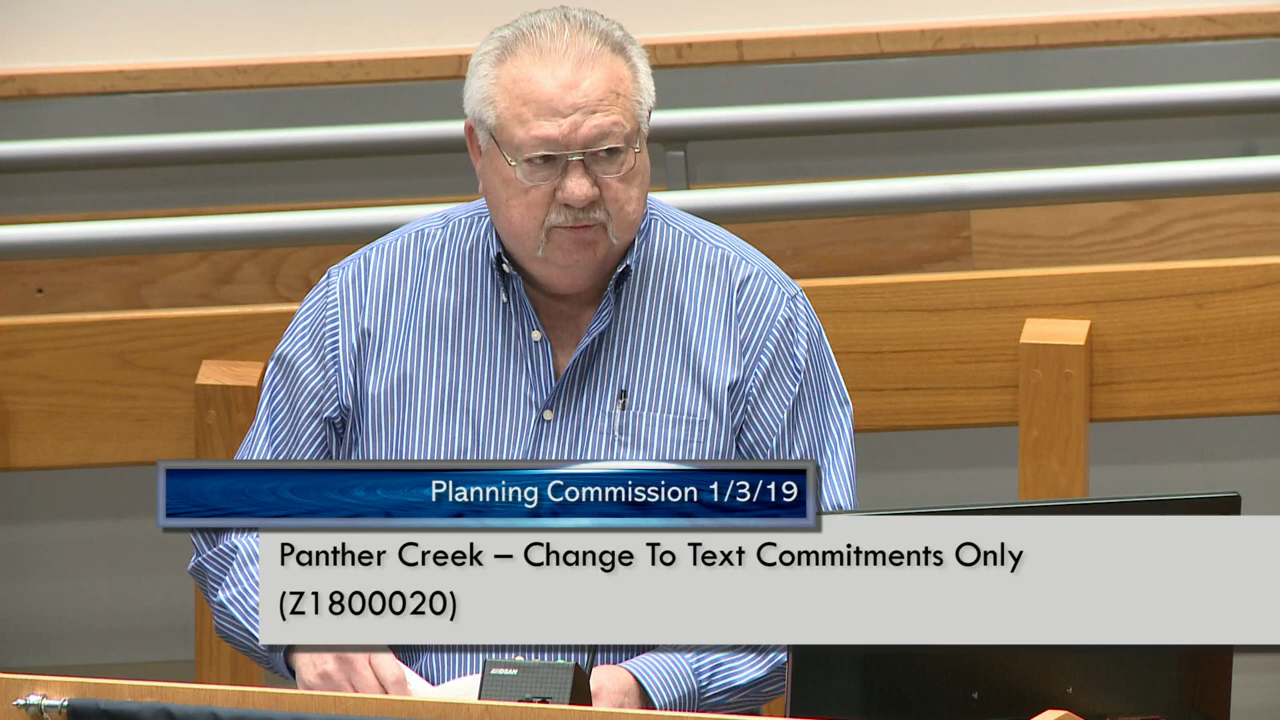 Planning Commission 1/3/19
Panther Creek – Change To Text Commitments Only
(Z1800020)